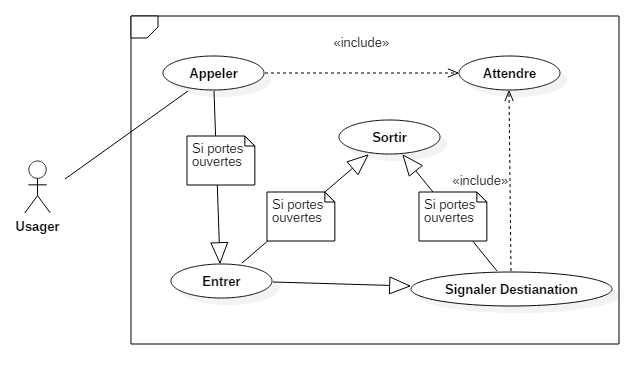 «include»
Appeler
Attendre
Sortir
Si portes
ouvertes
«include»
Si portes
ouvertes
Si portes
ouvertes
Usager
Entrer
Signaler Destianation